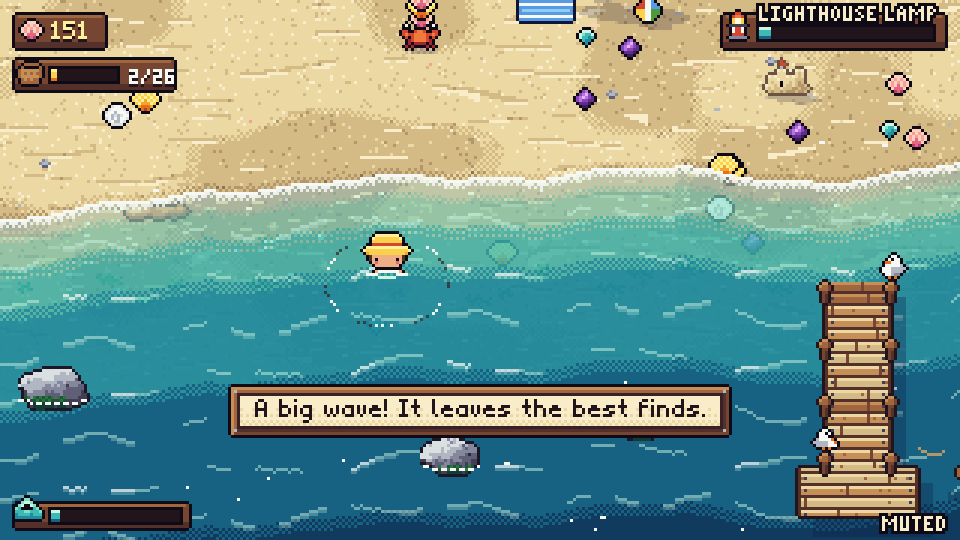 151
LIGHTHOUSE LAMP
2/26
A big wave! It leaves the best finds.
MUTED